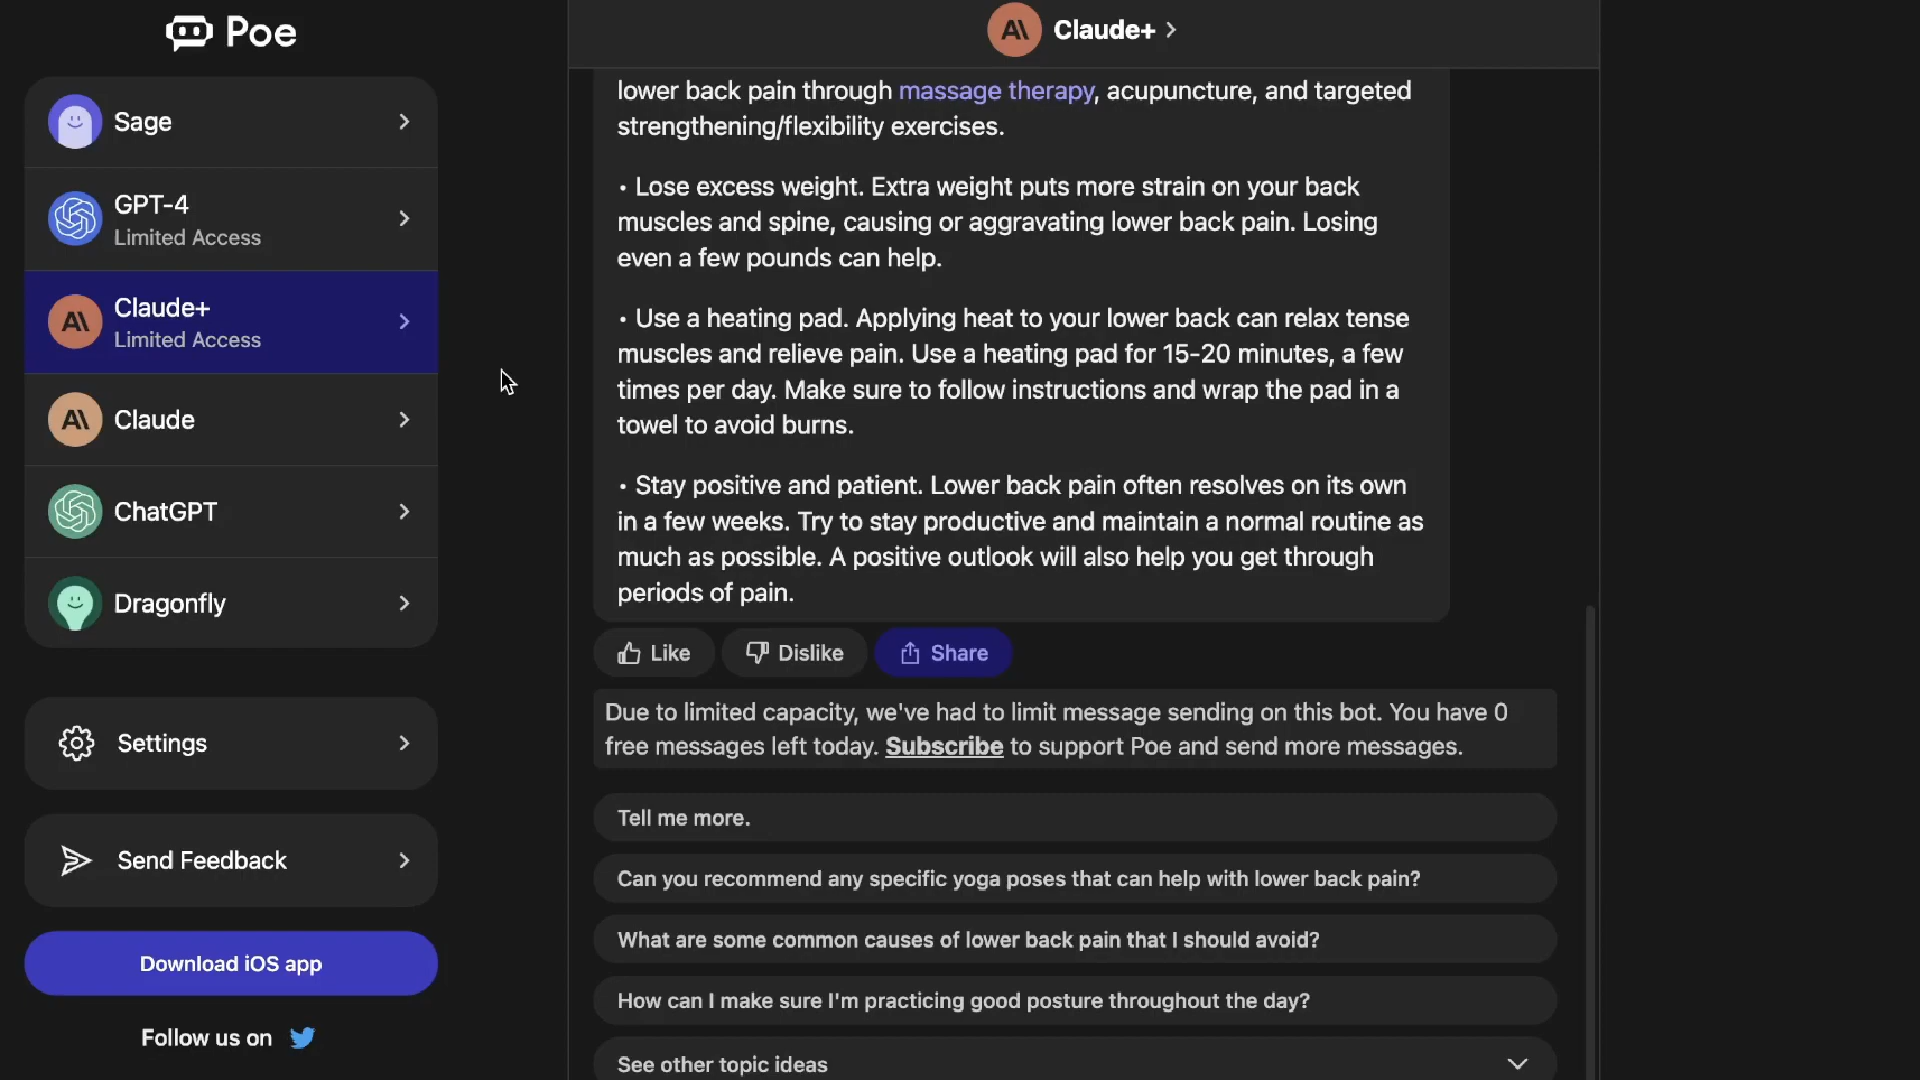 Poe
Sage
GPT-4
Limited Access
Claude+
Limited Access
Claude
ChatGPT
Dragonfly
Settings
Send Feedback
Download iOS app
Follow us on
Claude+
lower back pain through massage therapy, acupuncture, and targeted
strengthening/flexibility exercises.
• Lose excess weight. Extra weight puts more strain on your back
muscles and spine, causing or aggravating lower back pain. Losing
even a few pounds can help.
• Use a heating pad. Applying heat to your lower back can relax tense
muscles and relieve pain. Use a heating pad for 15-20 minutes, a few
times per day. Make sure to follow instructions and wrap the pad in a
towel to avoid burns.
• Stay positive and patient. Lower back pain often resolves on its own
in a few weeks. Try to stay productive and maintain a normal routine as
much as possible. A positive outlook will also help you get through
periods of pain.
Like
Dislike
Share
Due to limited capacity, we've had to limit message sending on this bot. You have 0
free messages left today. Subscribe to support Poe and send more messages.
Tell me more.
Can you recommend any specific yoga poses that can help with lower back pain?
What are some common causes of lower back pain that I should avoid?
How can I make sure I'm practicing good posture throughout the day?
See other topic ideas